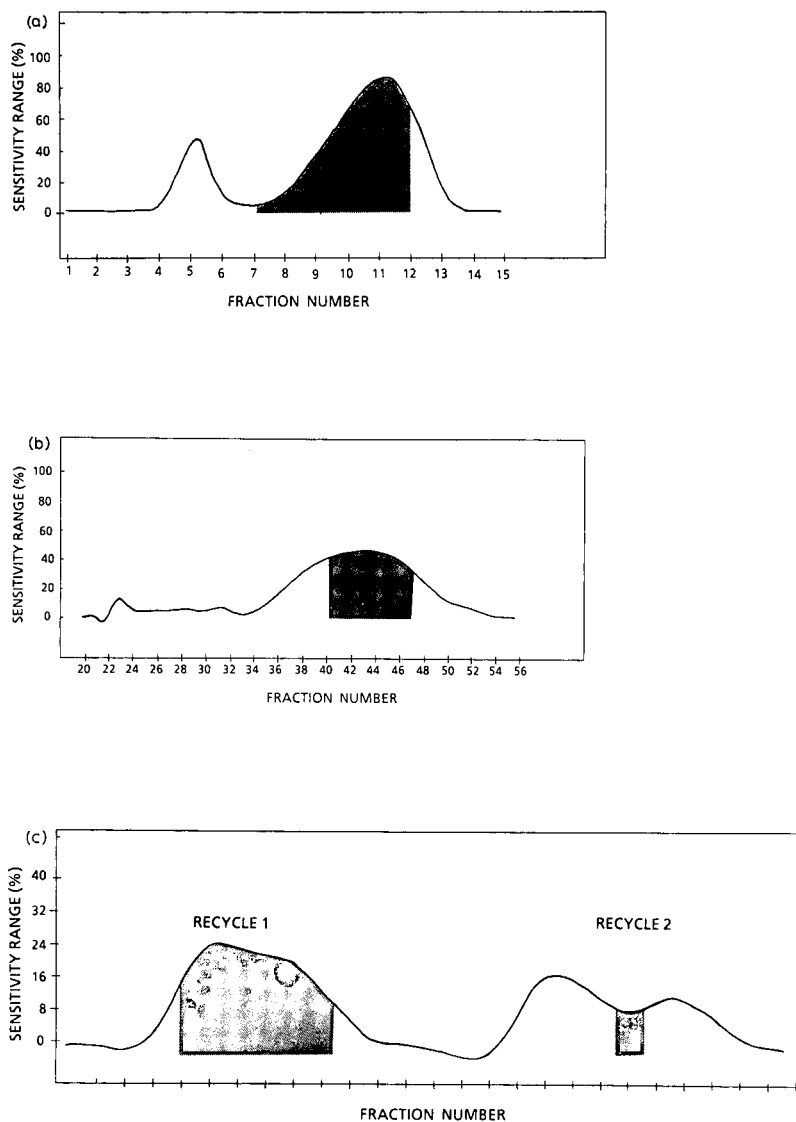 (a)
SENSITIVITY RANGE (%)
100
80
60
40
20
0
1 2 3 4 5 6 7 8 9 10 11 12 13 14 15
FRACTION NUMBER
(b)
SENSITIVITY RANGE (%)
100
80
60
40
20
0
20 22 24 26 28 30 32 34 36 38 40 42 44 46 48 50 52 54 56
FRACTION NUMBER
(c)
SENSITIVITY RANGE (%)
40
32
24
16
8
0
RECYCLE 1
RECYCLE 2
FRACTION NUMBER